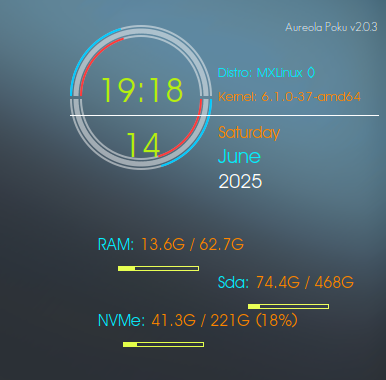 Aureola Poku v2.0.3
19:18
Distro: MXLinux ()
Kernel: 6.1.0-37-amd64
14
Saturday
June
2025
RAM: 13.6G / 62.7G
Sda: 74.4G / 468G
NVMe: 41.3G / 221G (18%)